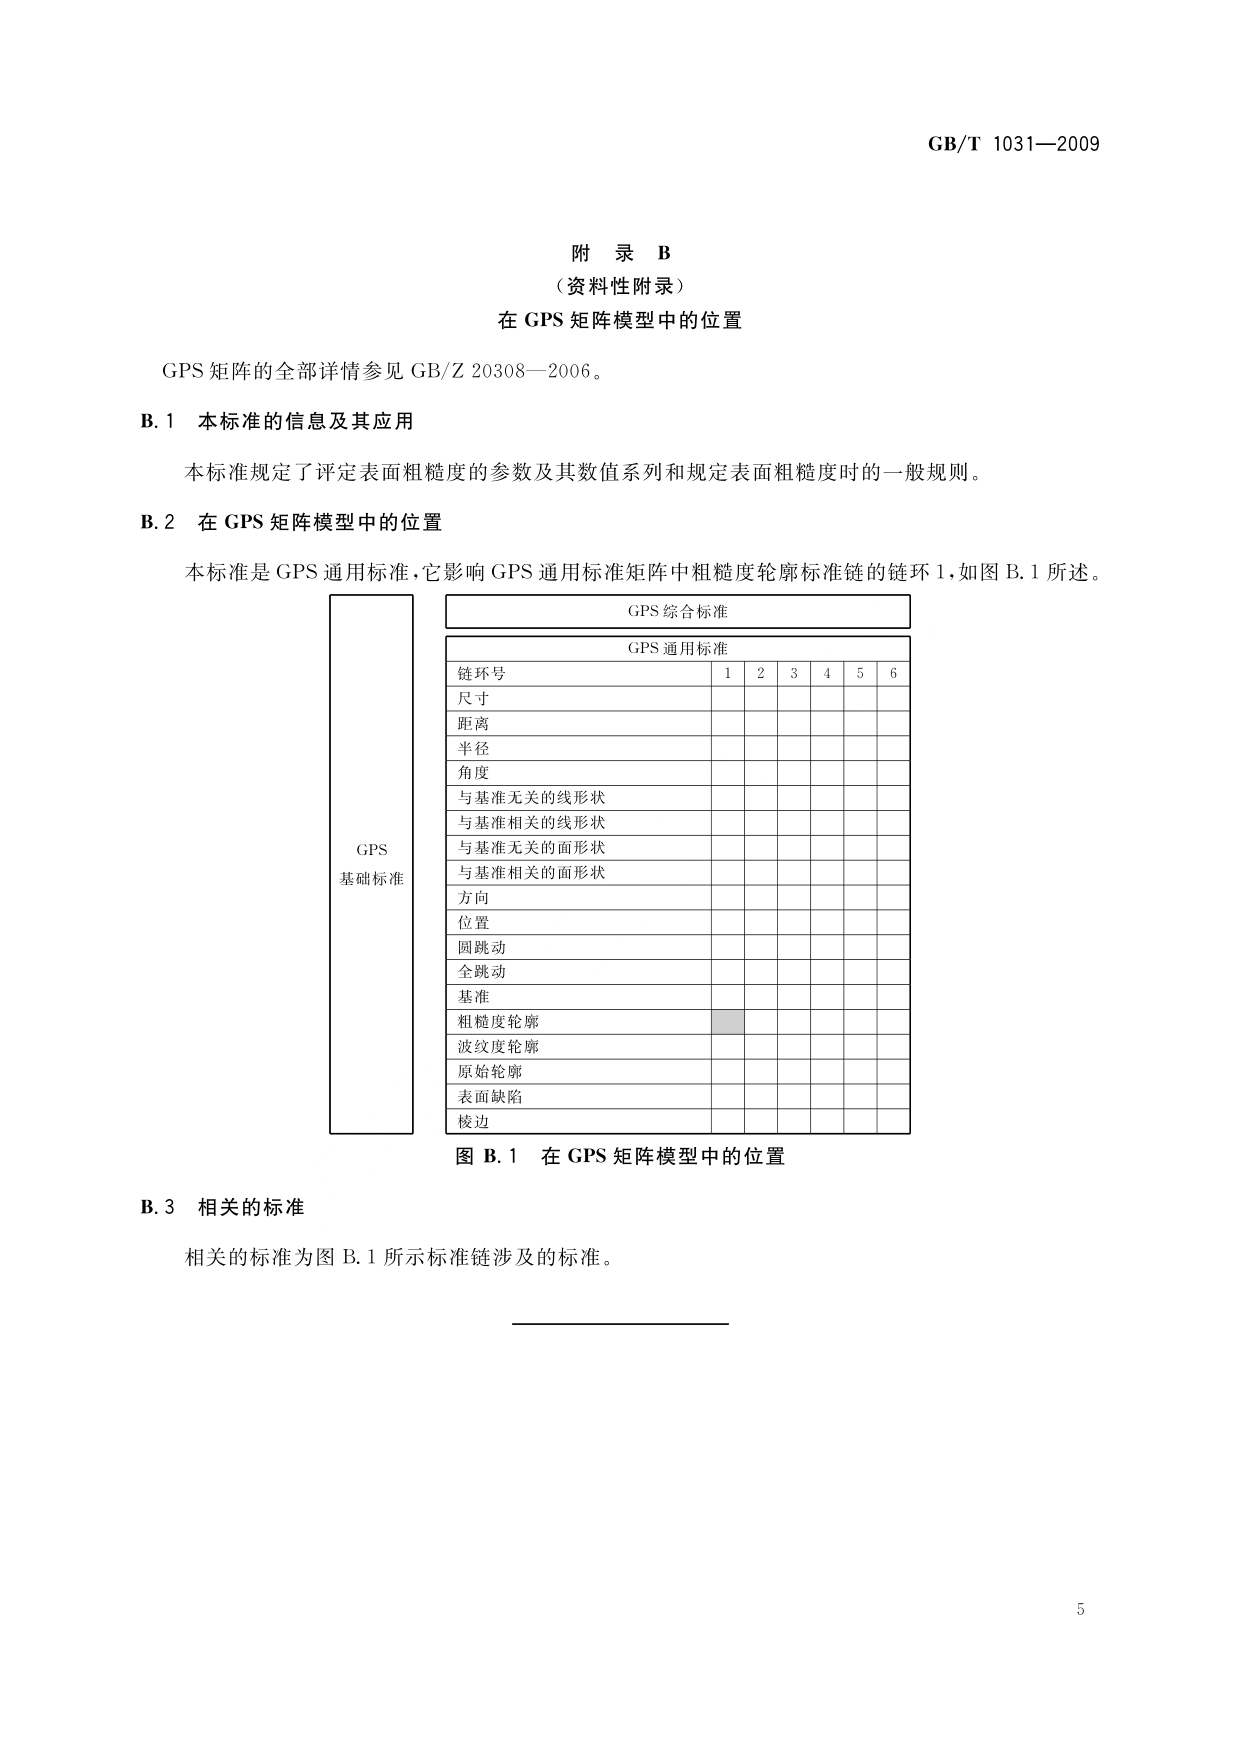 GB/T 1031—2009
附 录 B
（资料性附录）
在 GPS 矩阵模型中的位置
GPS 矩阵的全部详情参见 GB/Z 20308—2006。
B.1 本标准的信息及其应用
本标准规定了评定表面粗糙度的参数及其数值系列和规定表面粗糙度时的一般规则。
B.2 在 GPS 矩阵模型中的位置
本标准是 GPS 通用标准,它影响 GPS 通用标准矩阵中粗糙度轮廓标准链的链环 1,如图 B.1 所述。
GPS
基础标准
GPS 综合标准
GPS 通用标准
链环号 1 2 3 4 5 6
尺寸
距离
半径
角度
与基准无关的线形状
与基准相关的线形状
与基准无关的面形状
与基准相关的面形状
方向
位置
圆跳动
全跳动
基准
粗糙度轮廓
波纹度轮廓
原始轮廓
表面缺陷
棱边
图 B.1 在 GPS 矩阵模型中的位置
B.3 相关的标准
相关的标准为图 B.1 所示标准链涉及的标准。
5